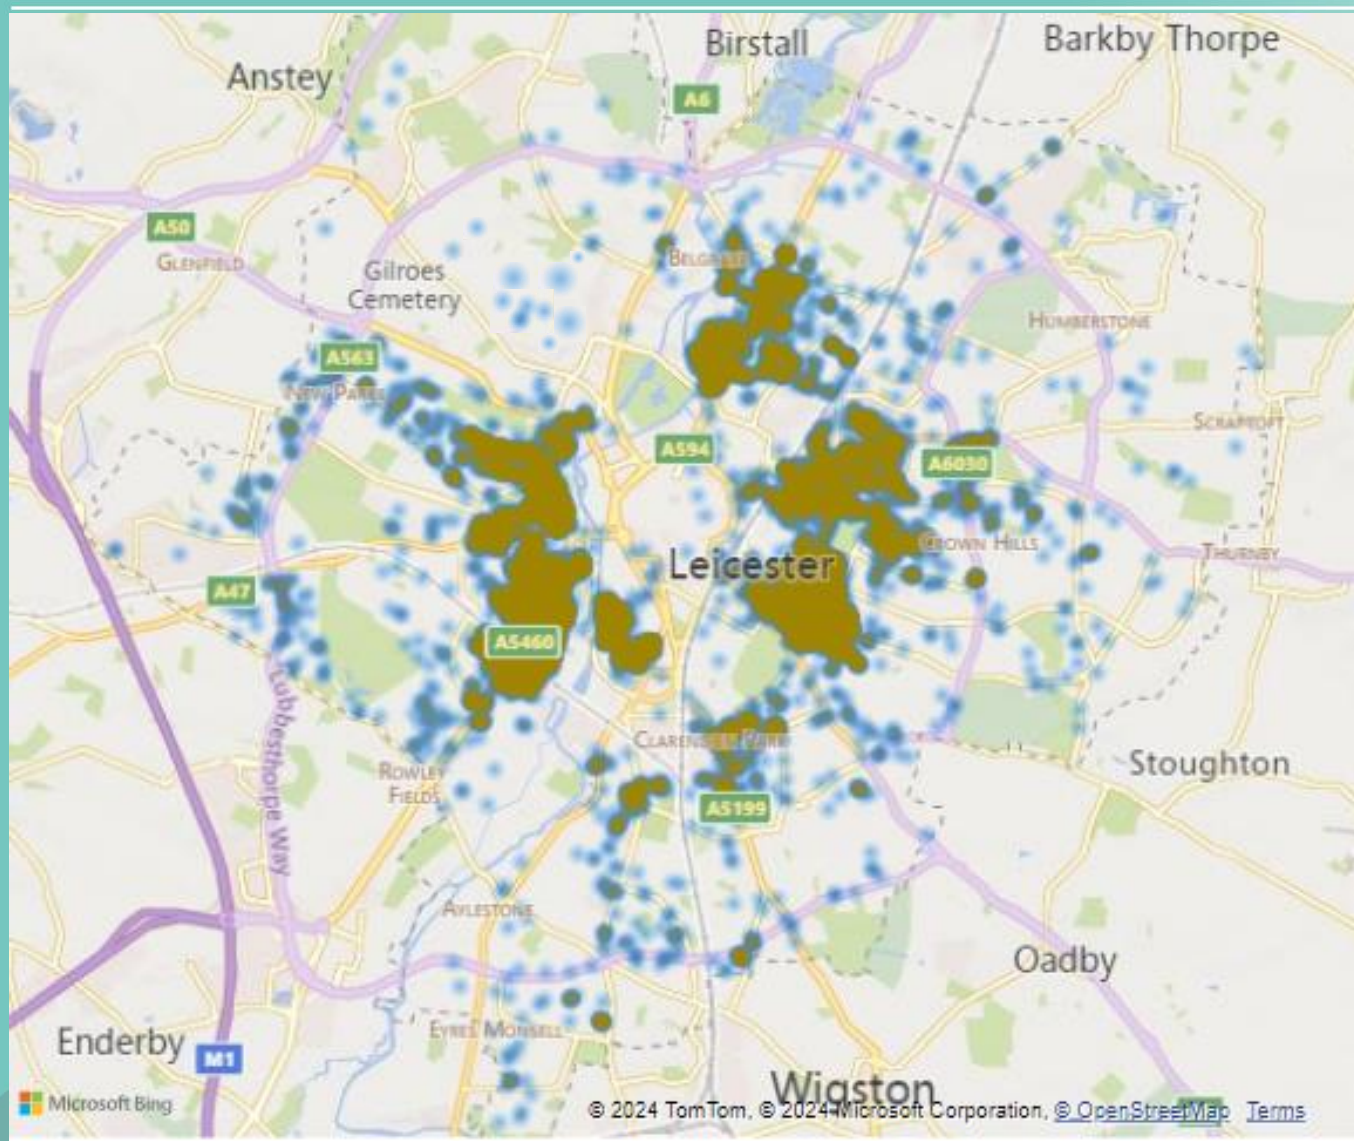 Birstall
Barkby Thorpe
Anstey
A6
A50
GLENFIELD
Gilroes
Cemetery
BELGRAVE
HUMBERSTONE
A563
NEW PARKS
SCRAPTOFT
A594
A6030
CROWN HILLS
THURNBY
Leicester
A47
A5460
Lubbesthorpe Way
CLARENDON PARK
Stoughton
ROWLEY
FIELDS
A5199
AYLESTONE
Oadby
EYRES MONSELL
Enderby
M1
Wigston
Microsoft Bing
© 2024 TomTom, © 2024 Microsoft Corporation, © OpenStreetMap Terms